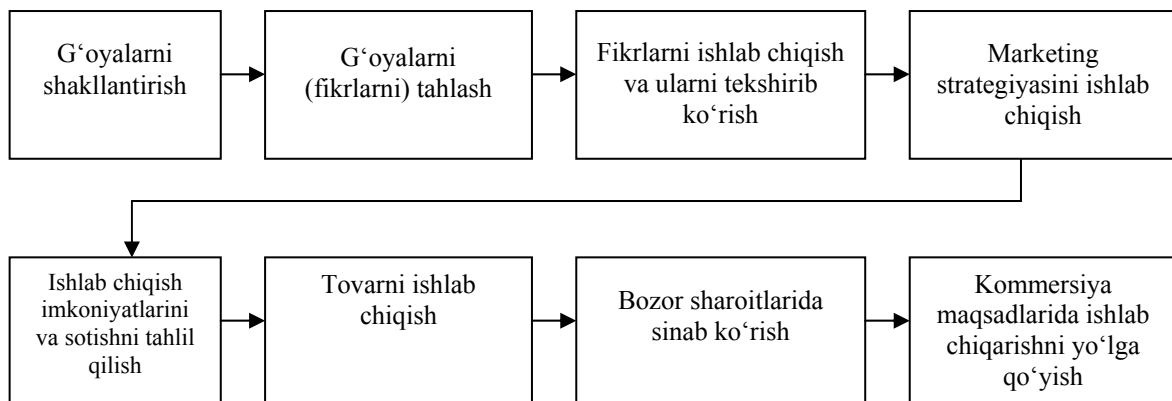 G‘oyalarni
shakllantirish
G‘oyalarni
(fikrlarni) tahlash
Fikrlarni ishlab chiqish
va ularni tekshirib
ko‘rish
Marketing
strategiyasini ishlab
chiqish
Ishlab chiqish
imkoniyatlarini
va sotishni tahlil
qilish
Tovarni ishlab
chiqish
Bozor sharoitlarida
sinab ko‘rish
Kommersiya
maqsadlarida ishlab
chiqarishni yo‘lga
qo‘yish